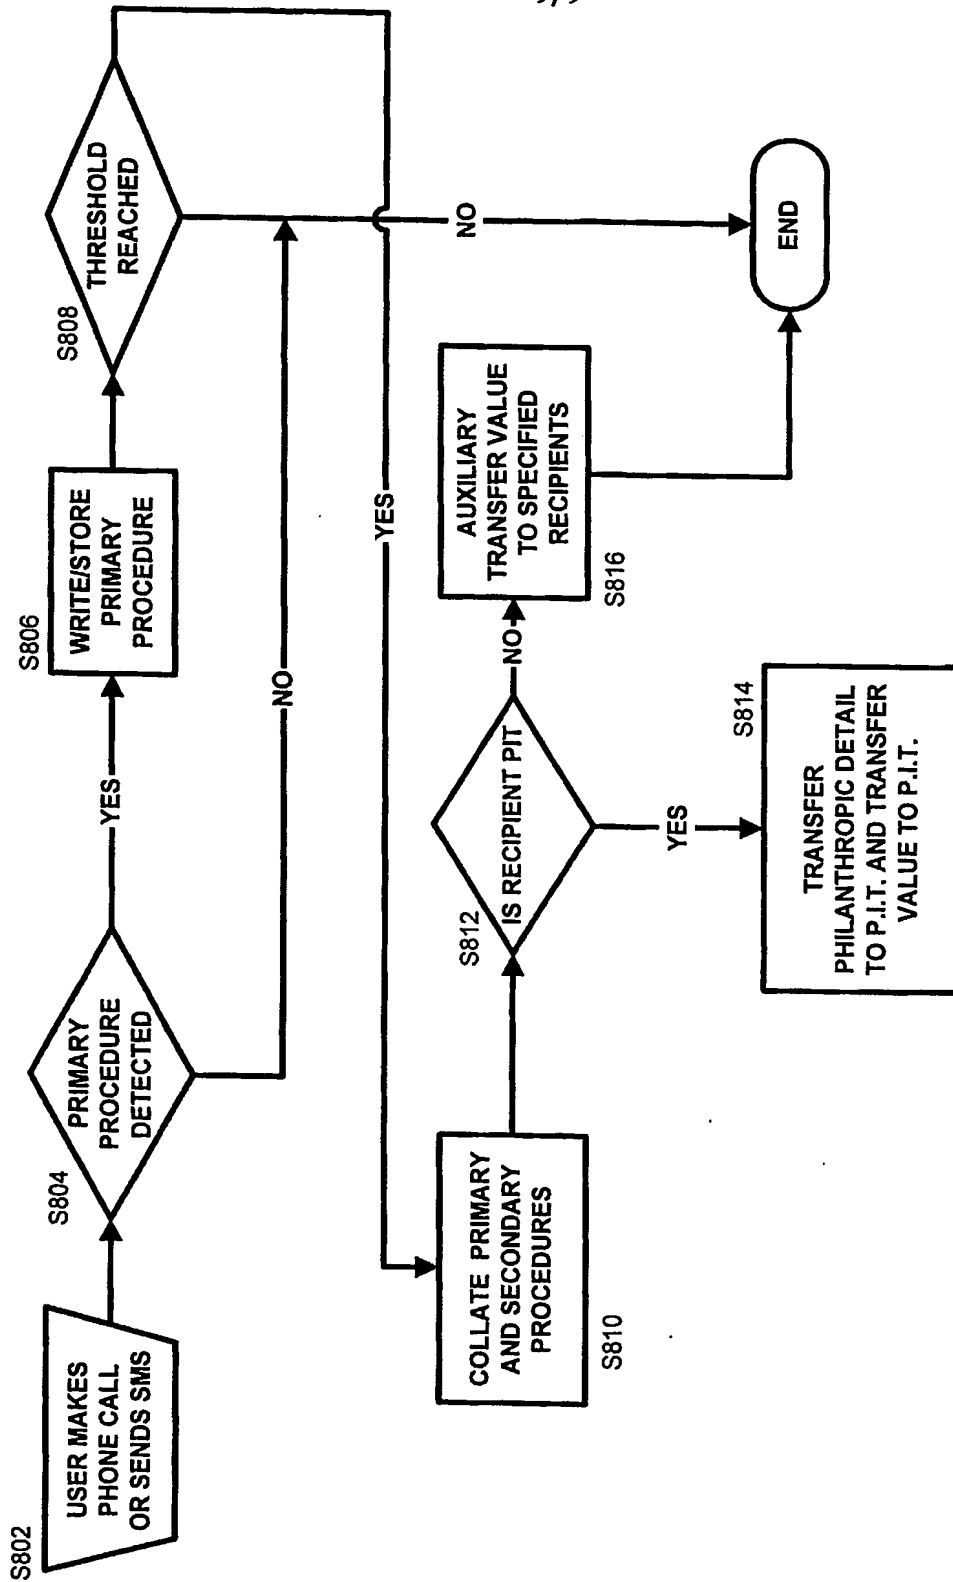 S802
USER MAKES
PHONE CALL
OR SENDS SMS
S804
PRIMARY
PROCEDURE
DETECTED
YES
NO
S806
WRITE/STORE
PRIMARY
PROCEDURE
S808
THRESHOLD
REACHED
YES
NO
S810
COLLATE PRIMARY
AND SECONDARY
PROCEDURES
S812
IS RECIPIENT PIT
NO
YES
S816
AUXILIARY
TRANSFER VALUE
TO SPECIFIED
RECIPIENTS
S814
TRANSFER
PHILANTHROPIC DETAIL
TO P.I.T. AND TRANSFER
VALUE TO P.I.T.
END